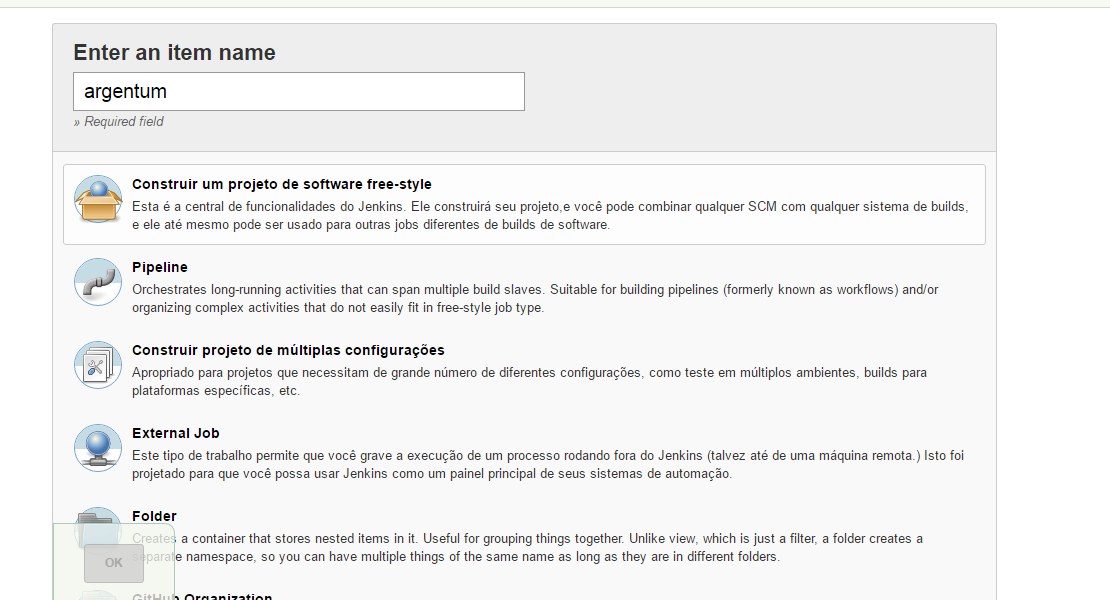 Enter an item name
argentum
» Required field
Construir um projeto de software free-style
Esta é a central de funcionalidades do Jenkins. Ele construirá seu projeto,e você pode combinar qualquer SCM com qualquer sistema de builds,
e ele até mesmo pode ser usado para outras jobs diferentes de builds de software.
Pipeline
Orchestrates long-running activities that can span multiple build slaves. Suitable for building pipelines (formerly known as workflows) and/or
organizing complex activities that do not easily fit in free-style job type.
Construir projeto de múltiplas configurações
Apropriado para projetos que necessitam de grande número de diferentes configurações, como teste em múltiplos ambientes, builds para
plataformas específicas, etc.
External Job
Este tipo de trabalho permite que você grave a execução de um processo rodando fora do Jenkins (talvez até de uma máquina remota.) Isto foi
projetado para que você possa usar Jenkins como um painel principal de seus sistemas de automação.
Folder
Creates a container that stores nested items in it. Useful for grouping things together. Unlike view, which is just a filter, a folder creates a
separate namespace, so you can have multiple things of the same name as long as they are in different folders.
OK
GitHub Organization